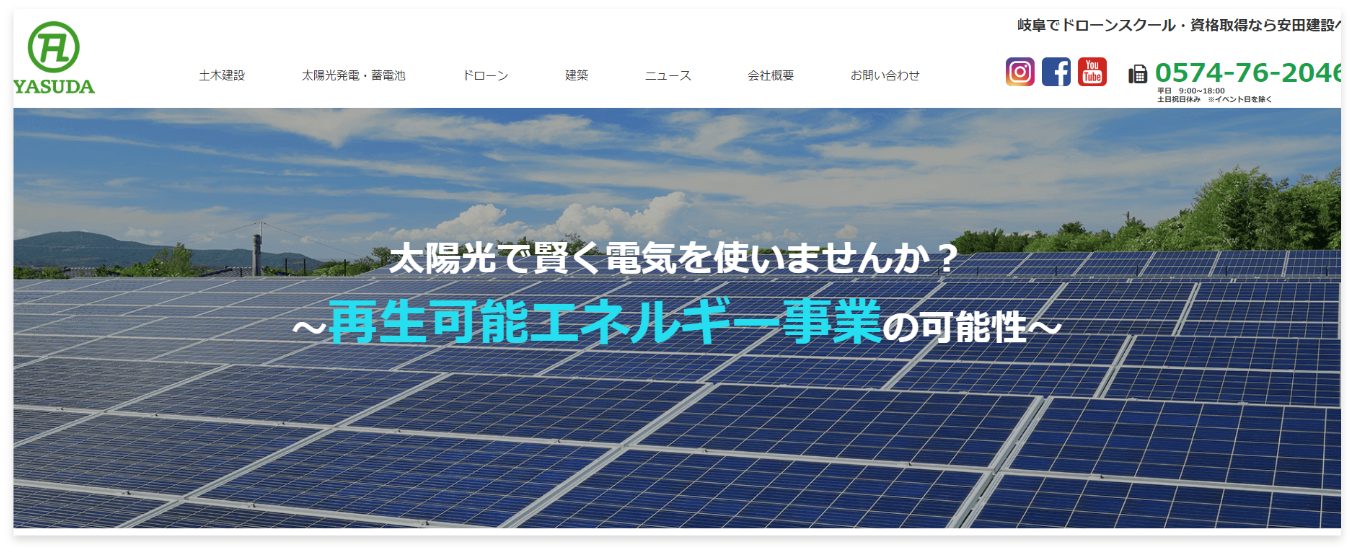 岐阜でドローンスクール・資格取得なら安田建設へ
YASUDA
土木建設 太陽光発電・蓄電池 ドローン 建築 ニュース 会社概要 お問い合わせ
You Tube
0574-76-2046
平日 9:00~18:00
土日祝日休み ※イベント日を除く
太陽光で賢く電気を使いませんか？
～再生可能エネルギー事業の可能性～